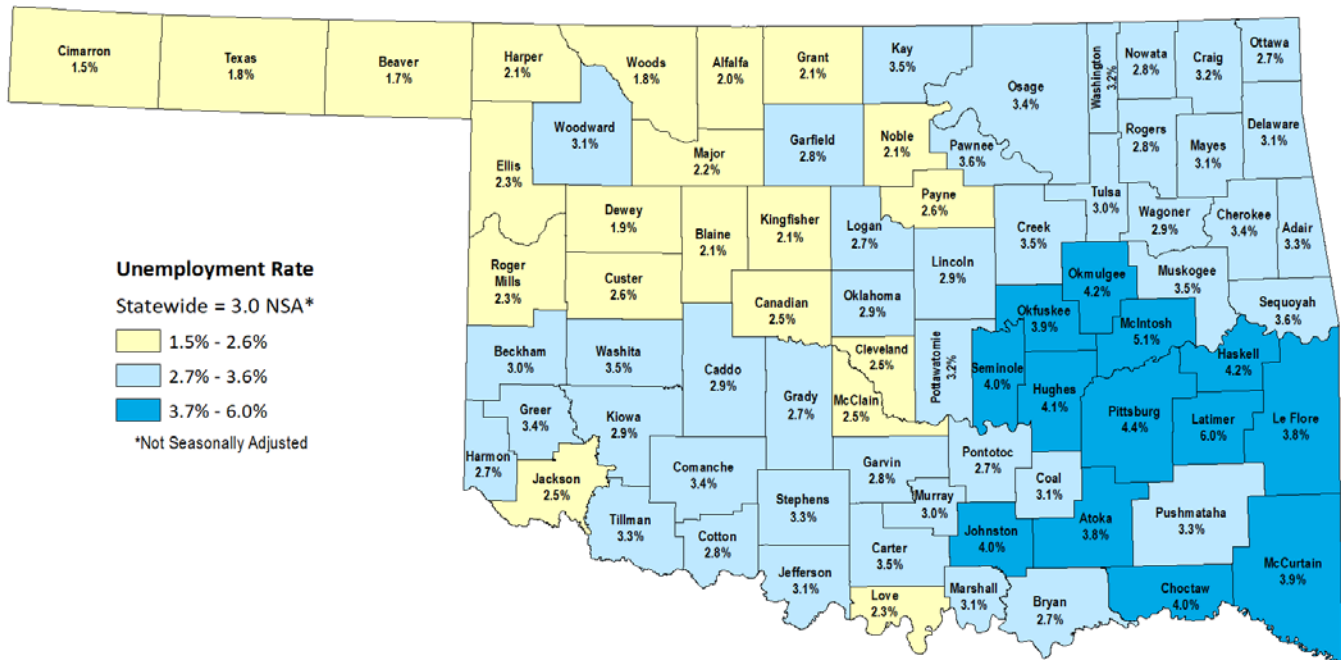 Cimarron
1.5%
Texas
1.8%
Beaver
1.7%
Harper
2.1%
Woods
1.8%
Alfalfa
2.0%
Grant
2.1%
Kay
3.5%
Osage
3.4%
Washington
3.2%
Nowata
2.8%
Craig
3.2%
Ottawa
2.7%
Woodward
3.1%
Ellis
2.3%
Major
2.2%
Garfield
2.8%
Noble
2.1%
Pawnee
3.6%
Rogers
2.8%
Mayes
3.1%
Delaware
3.1%
Dewey
1.9%
Blaine
2.1%
Kingfisher
2.1%
Logan
2.7%
Payne
2.6%
Creek
3.5%
Tulsa
3.0%
Wagoner
2.9%
Cherokee
3.4%
Adair
3.3%
Roger
Mills
2.3%
Custer
2.6%
Canadian
2.5%
Oklahoma
2.9%
Lincoln
2.9%
Okmulgee
4.2%
Muskogee
3.5%
Sequoyah
3.6%
Unemployment Rate
Statewide = 3.0 NSA*
1.5% - 2.6%
2.7% - 3.6%
3.7% - 6.0%
*Not Seasonally Adjusted
Beckham
3.0%
Washita
3.5%
Caddo
2.9%
Grady
2.7%
Cleveland
2.5%
McClain
2.5%
Pottawatomie
3.2%
Okfuskee
3.9%
Seminole
4.0%
Hughes
4.1%
McIntosh
5.1%
Haskell
4.2%
Pittsburg
4.4%
Latimer
6.0%
Le Flore
3.8%
Greer
3.4%
Kiowa
2.9%
Harmon
2.7%
Jackson
2.5%
Comanche
3.4%
Garvin
2.8%
Pontotoc
2.7%
Coal
3.1%
Tillman
3.3%
Cotton
2.8%
Stephens
3.3%
Murray
3.0%
Johnston
4.0%
Atoka
3.8%
Pushmataha
3.3%
McCurtain
3.9%
Jefferson
3.1%
Carter
3.5%
Love
2.3%
Marshall
3.1%
Bryan
2.7%
Choctaw
4.0%